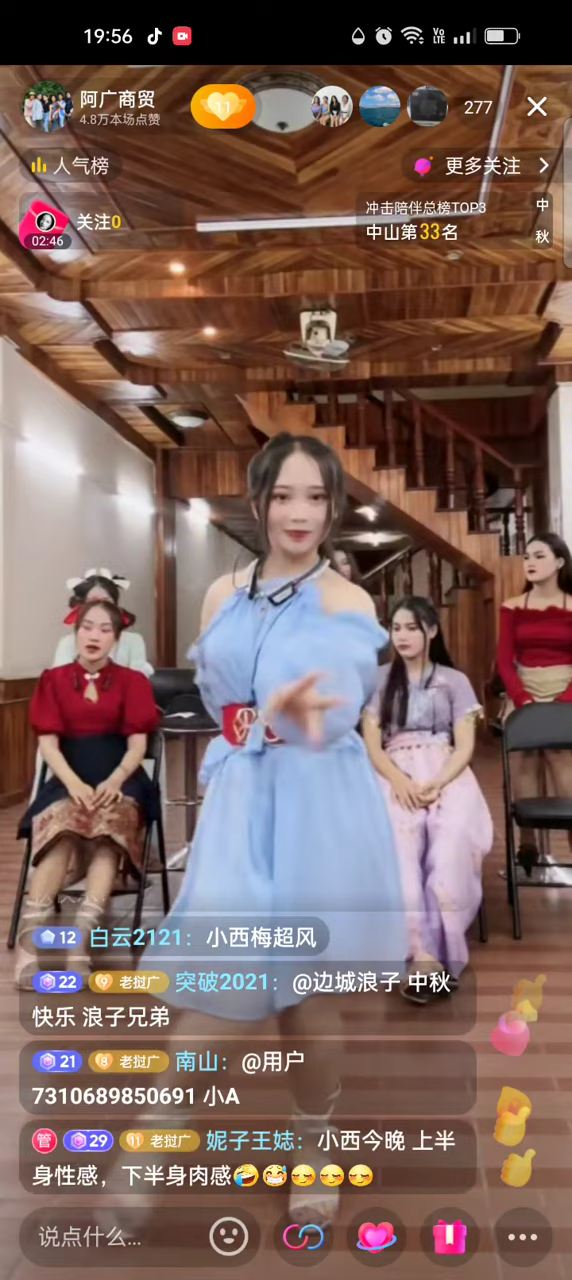 19:56
Vo
LTE
阿广商贸
4.8万本场点赞
11
277
人气榜
更多关注
关注0
02:46
冲击陪伴总榜TOP3
中山第33名
中
秋
12 白云2121：小西梅超风
22 9 老挝广 突破2021：@边城浪子 中秋
快乐 浪子兄弟
21 8 老挝广 南山：@用户
7310689850691 小A
管 29 11 老挝广 妮子王娡：小西今晚 上半
身性感，下半身肉感
说点什么...